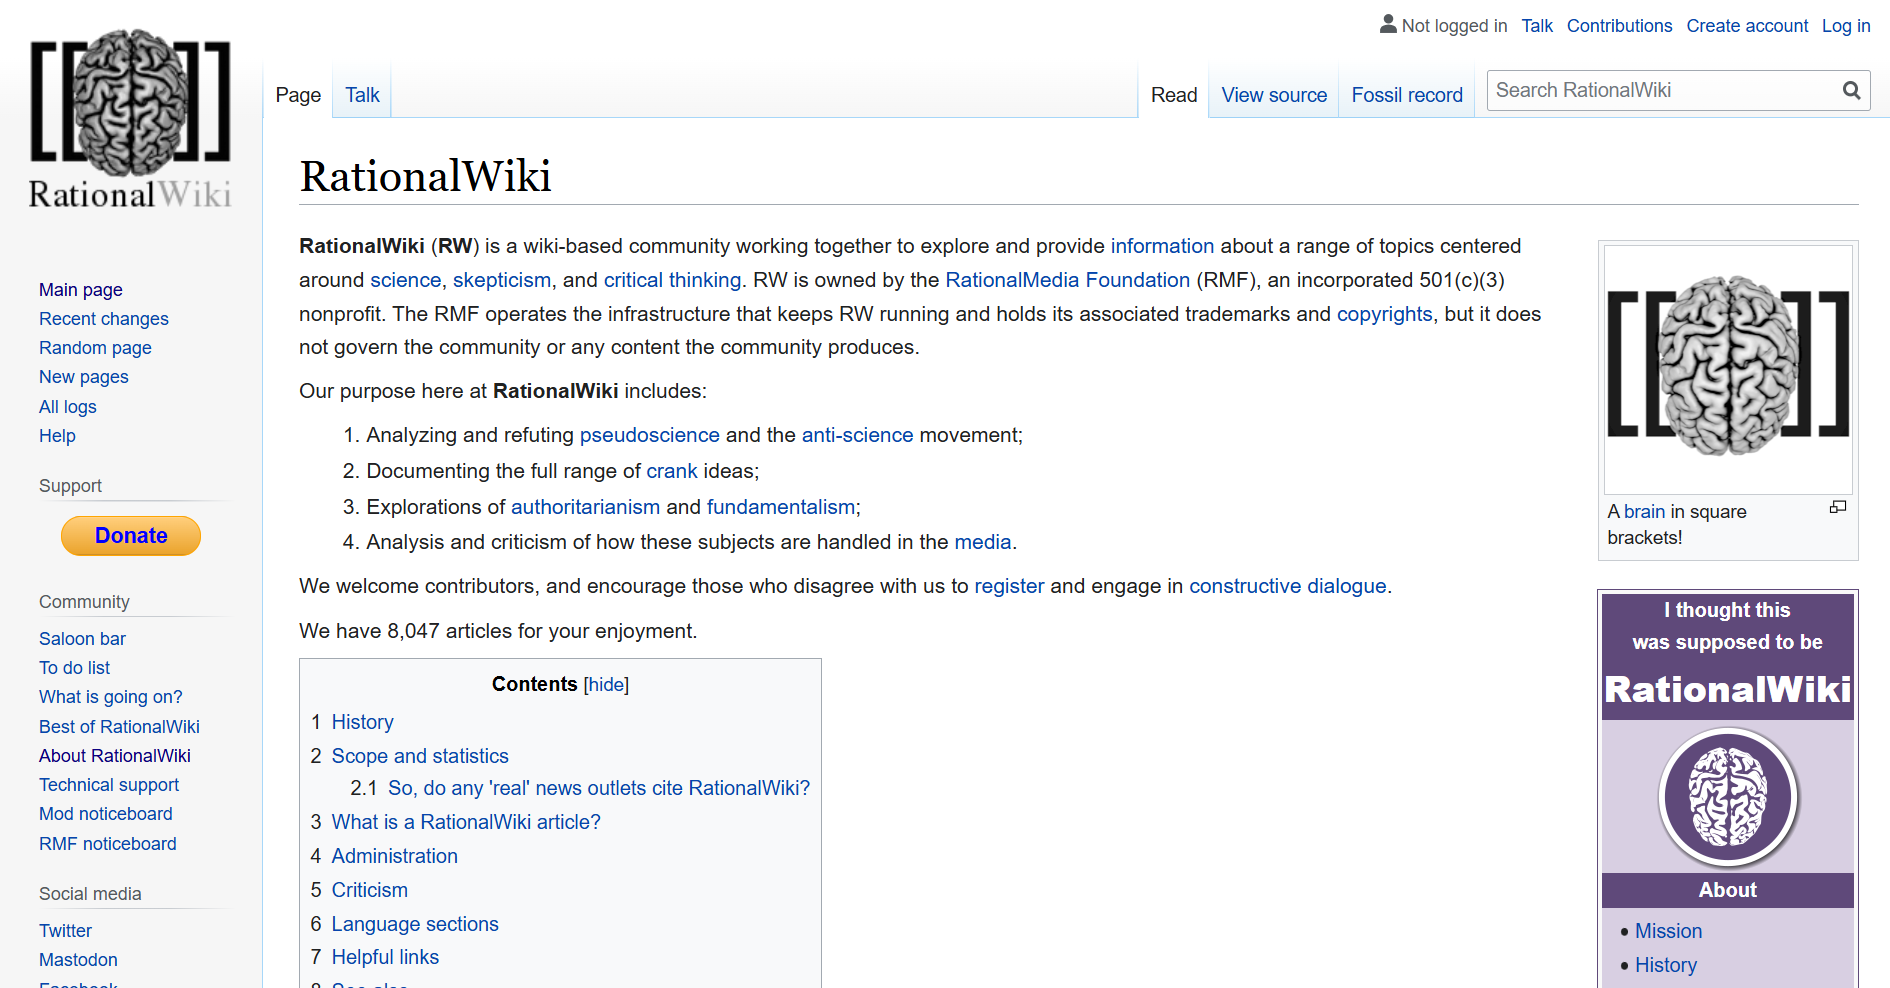 Not logged in Talk Contributions Create account Log in
Page Talk Read View source Fossil record Search RationalWiki
RationalWiki
Main page
Recent changes
Random page
New pages
All logs
Help
Support
Donate
Community
Saloon bar
To do list
What is going on?
Best of RationalWiki
About RationalWiki
Technical support
Mod noticeboard
RMF noticeboard
Social media
Twitter
Mastodon
Facebook
RationalWiki
RationalWiki (RW) is a wiki-based community working together to explore and provide information about a range of topics centered
around science, skepticism, and critical thinking. RW is owned by the RationalMedia Foundation (RMF), an incorporated 501(c)(3)
nonprofit. The RMF operates the infrastructure that keeps RW running and holds its associated trademarks and copyrights, but it does
not govern the community or any content the community produces.
Our purpose here at RationalWiki includes:
1. Analyzing and refuting pseudoscience and the anti-science movement;
2. Documenting the full range of crank ideas;
3. Explorations of authoritarianism and fundamentalism;
4. Analysis and criticism of how these subjects are handled in the media.
We welcome contributors, and encourage those who disagree with us to register and engage in constructive dialogue.
We have 8,047 articles for your enjoyment.
Contents [hide]
1 History
2 Scope and statistics
2.1 So, do any 'real' news outlets cite RationalWiki?
3 What is a RationalWiki article?
4 Administration
5 Criticism
6 Language sections
7 Helpful links
8 See also
A brain in square
brackets!
I thought this
was supposed to be
RationalWiki
About
• Mission
• History